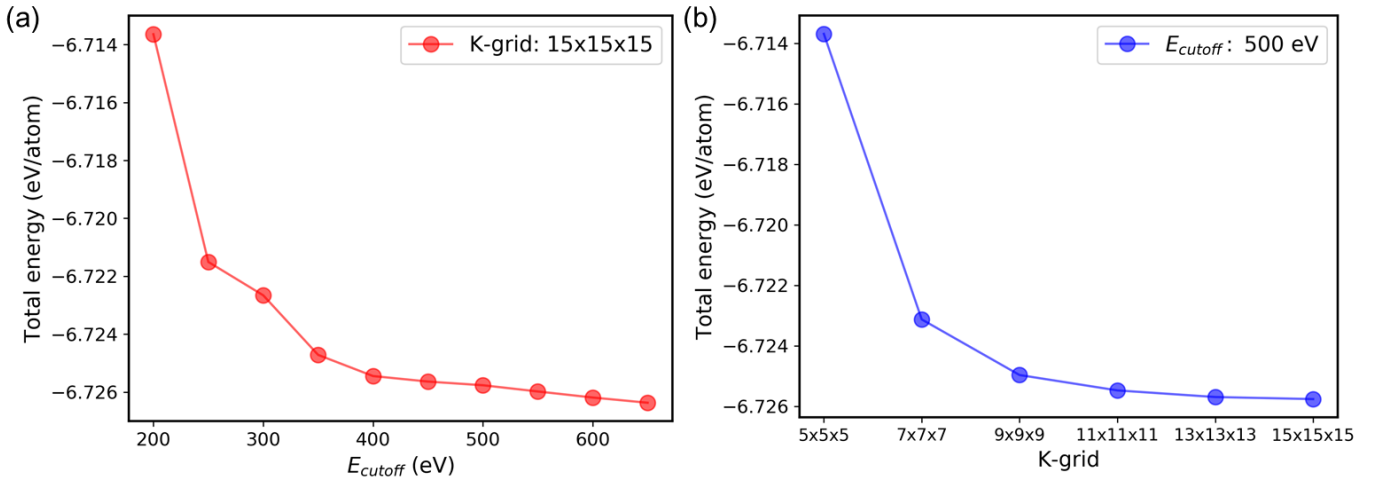 (a)
K-grid: 15x15x15
Total energy (eV/atom)
−6.714
−6.716
−6.718
−6.720
−6.722
−6.724
−6.726
200
300
400
500
600
E_cutoff (eV)
(b)
E_cutoff: 500 eV
Total energy (eV/atom)
−6.714
−6.716
−6.718
−6.720
−6.722
−6.724
−6.726
5x5x5
7x7x7
9x9x9
11x11x11
13x13x13
15x15x15
K-grid